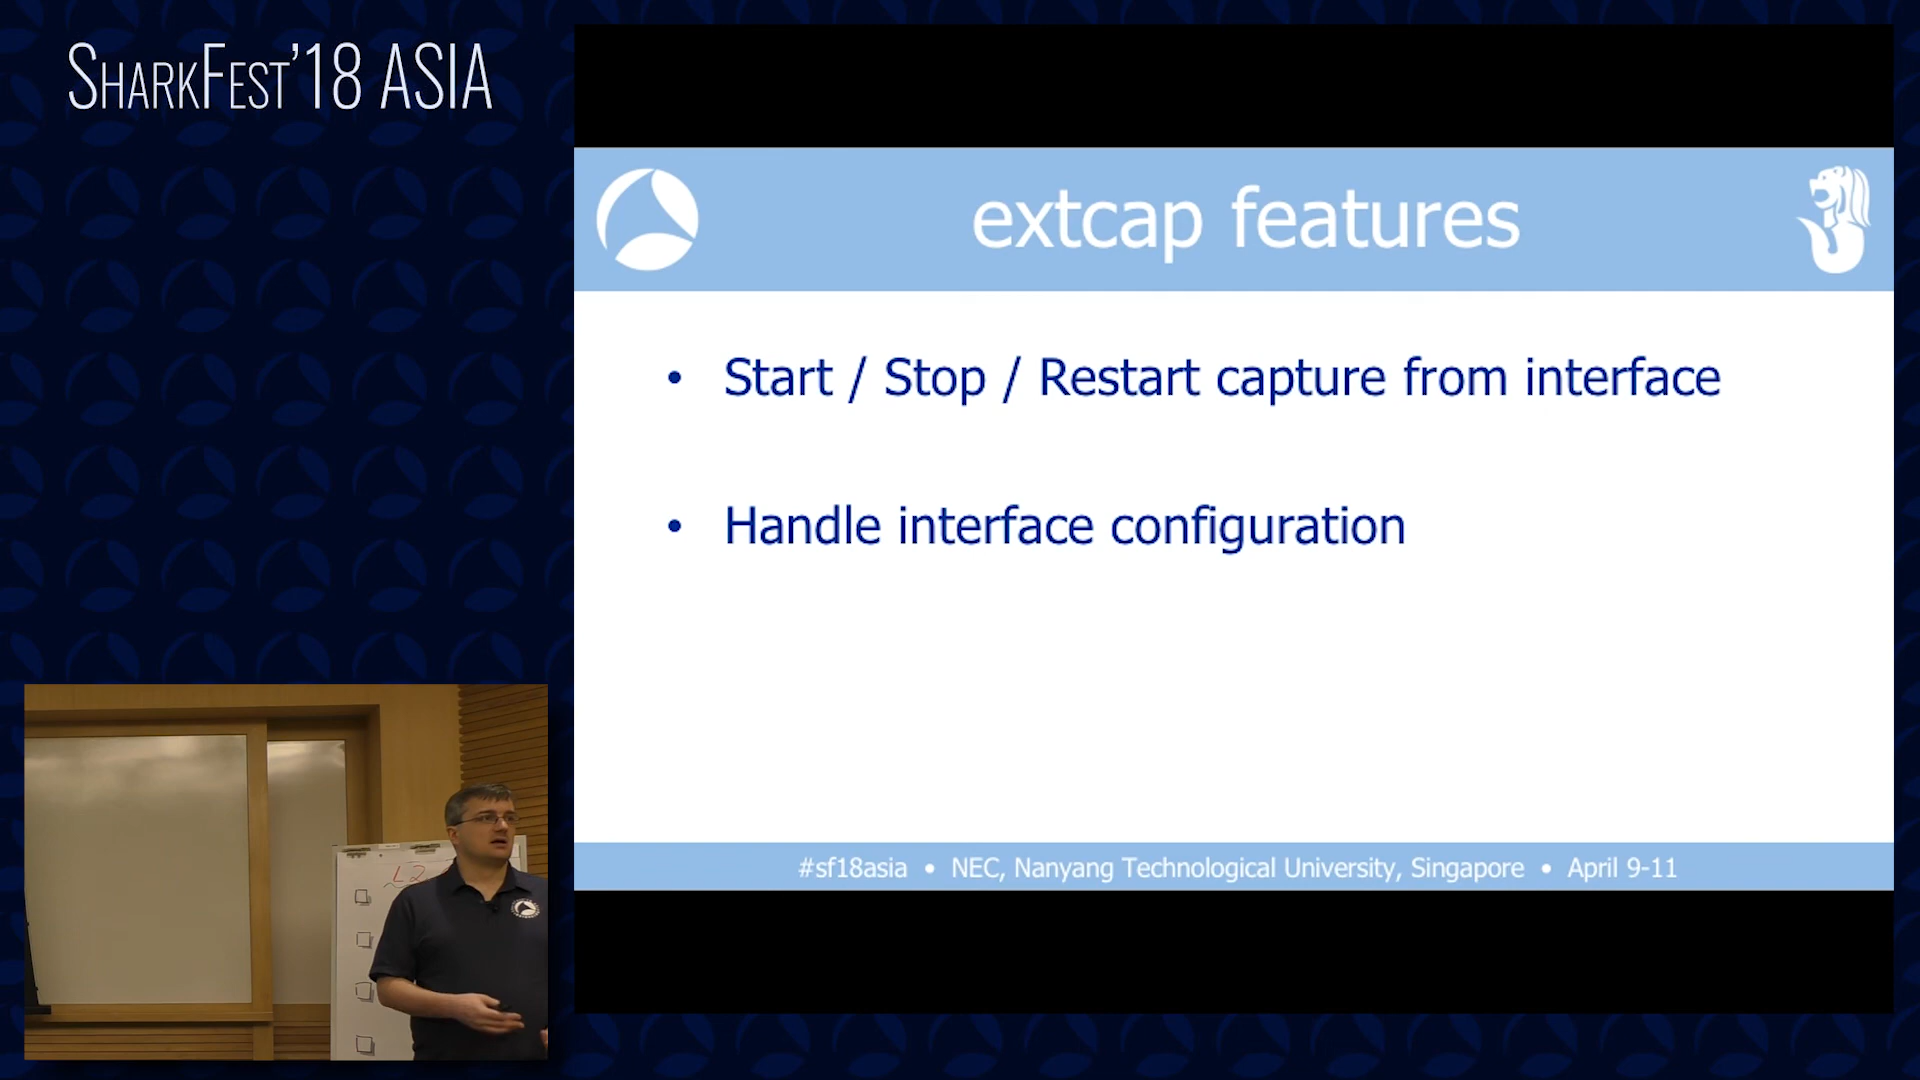 SHARKFEST'18 ASIA
extcap features
• Start / Stop / Restart capture from interface
• Handle interface configuration
#sf18asia • NEC, Nanyang Technological University, Singapore • April 9-11
L2